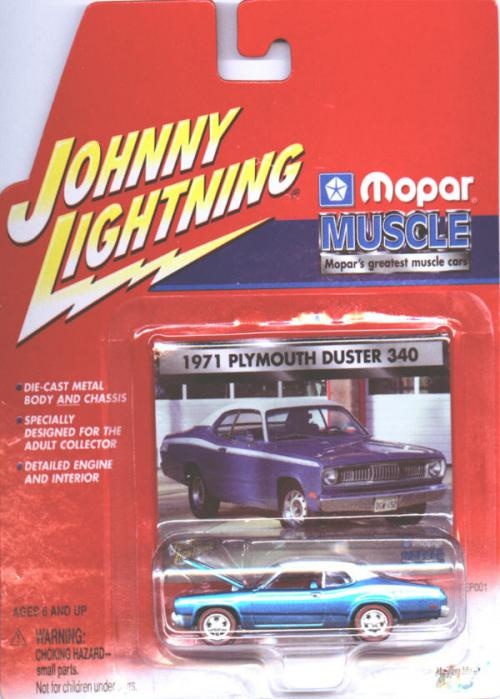 JOHNNY
LIGHTNING®
Mopar®
MUSCLE
Mopar's greatest muscle cars
1971 PLYMOUTH DUSTER 340
DIE-CAST METAL
BODY AND CHASSIS
SPECIALLY
DESIGNED FOR THE
ADULT COLLECTOR
DETAILED ENGINE
AND INTERIOR
AGES 6 AND UP
WARNING:
CHOKING HAZARD--
small parts.
Not for children under